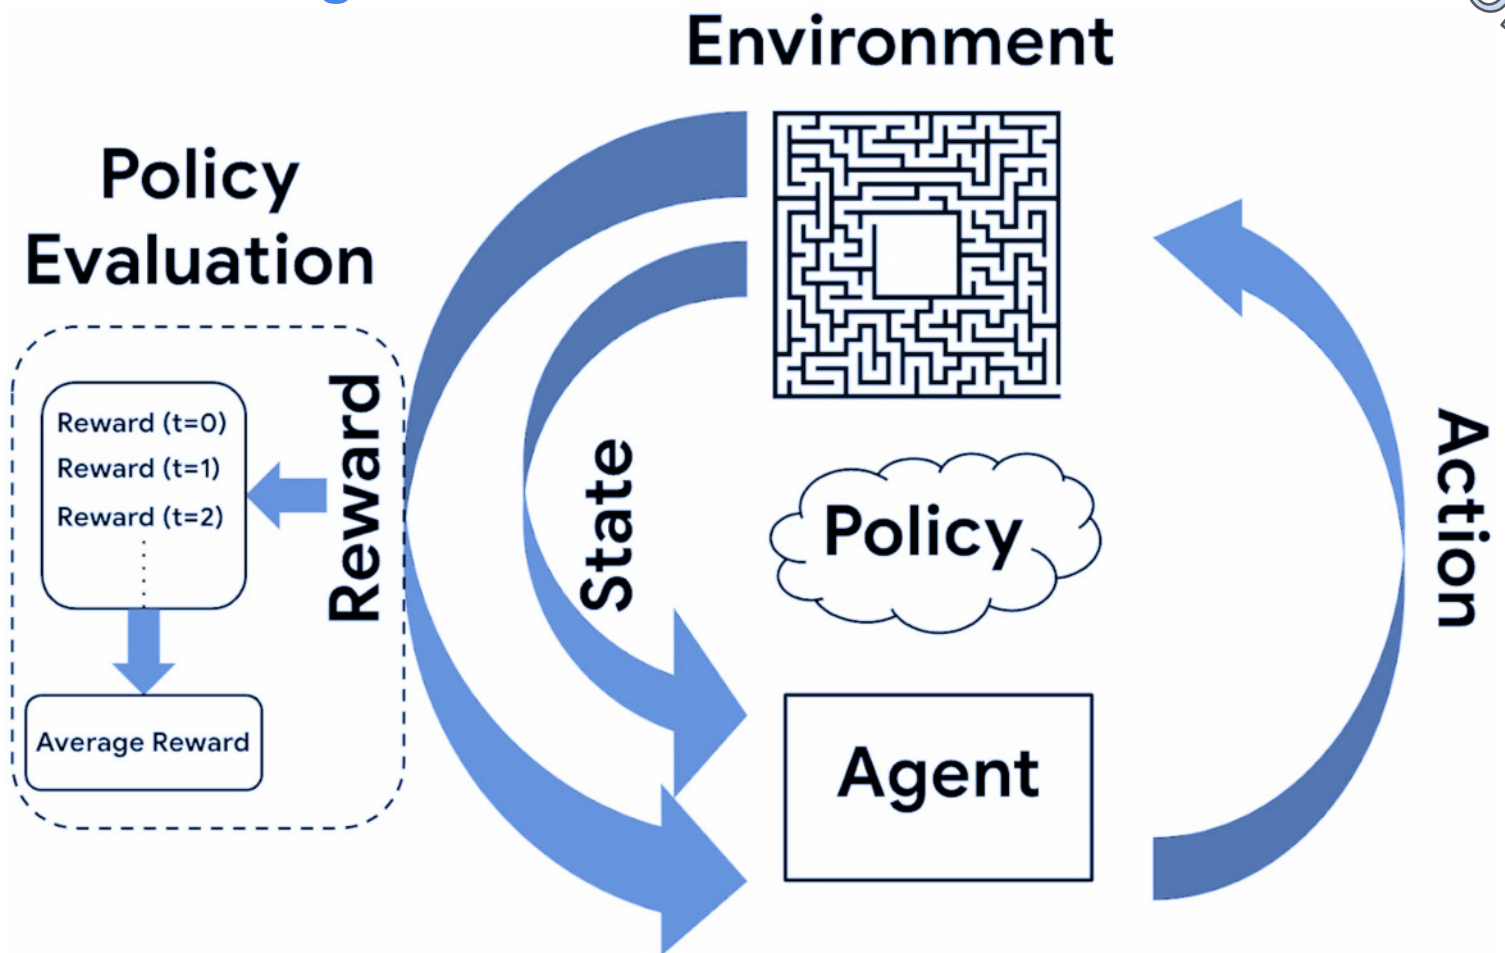 Environment
Policy
Evaluation
Reward (t=0)
Reward (t=1)
Reward (t=2)
Average Reward
Reward
State
Policy
Agent
Action